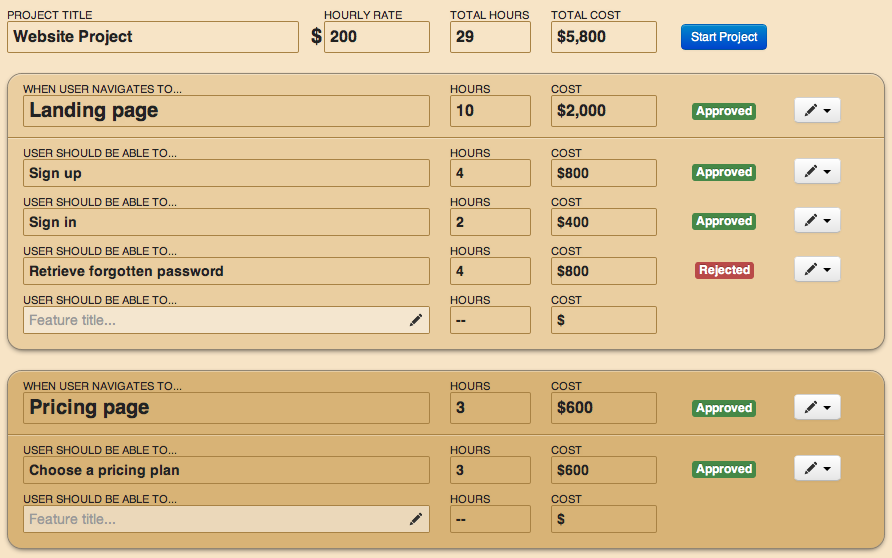 PROJECT TITLE HOURLY RATE TOTAL HOURS TOTAL COST
Website Project $ 200 29 $5,800 Start Project
WHEN USER NAVIGATES TO... HOURS COST
Landing page 10 $2,000 Approved
USER SHOULD BE ABLE TO... HOURS COST
Sign up 4 $800 Approved
USER SHOULD BE ABLE TO... HOURS COST
Sign in 2 $400 Approved
USER SHOULD BE ABLE TO... HOURS COST
Retrieve forgotten password 4 $800 Rejected
USER SHOULD BE ABLE TO... HOURS COST
Feature title... -- $
WHEN USER NAVIGATES TO... HOURS COST
Pricing page 3 $600 Approved
USER SHOULD BE ABLE TO... HOURS COST
Choose a pricing plan 3 $600 Approved
USER SHOULD BE ABLE TO... HOURS COST
Feature title... -- $